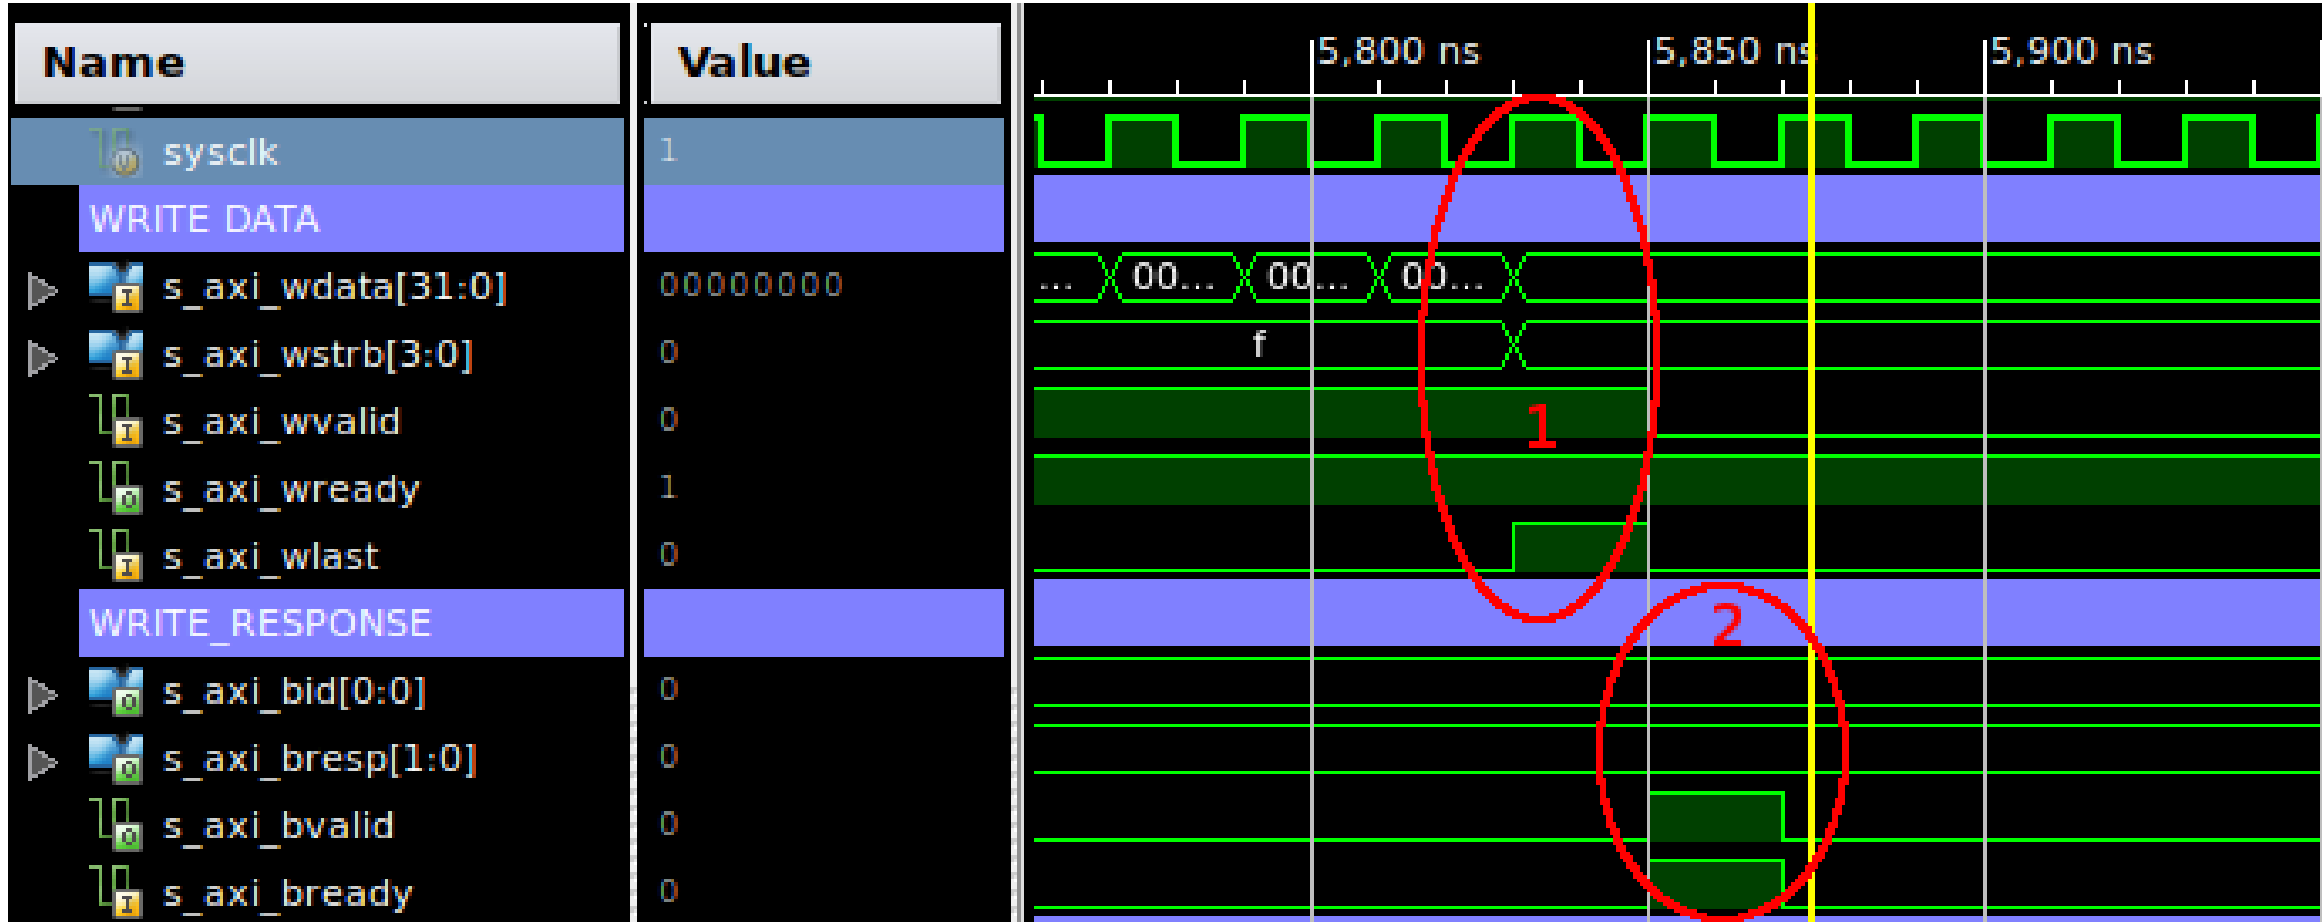 Name Value 5,800 ns 5,850 ns 5,900 ns
sysclk 1
WRITE DATA
s_axi_wdata[31:0] 00000000 ... 00... 00... 00...
s_axi_wstrb[3:0] 0 f
s_axi_wvalid 0 1
s_axi_wready 1
s_axi_wlast 0
WRITE_RESPONSE 2
s_axi_bid[0:0] 0
s_axi_bresp[1:0] 0
s_axi_bvalid 0
s_axi_bready 0